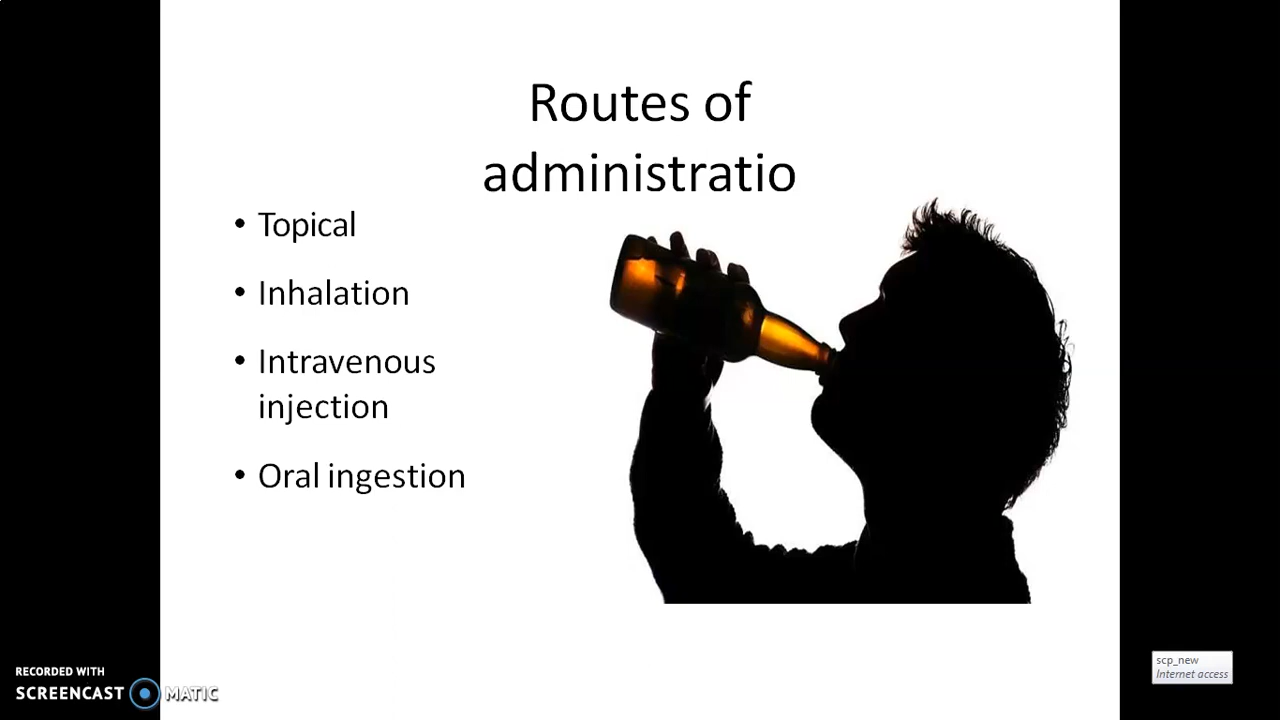 Routes of
administratio
• Topical
• Inhalation
• Intravenous
injection
• Oral ingestion
RECORDED WITH
SCREENCAST MATIC
scp_new
Internet access